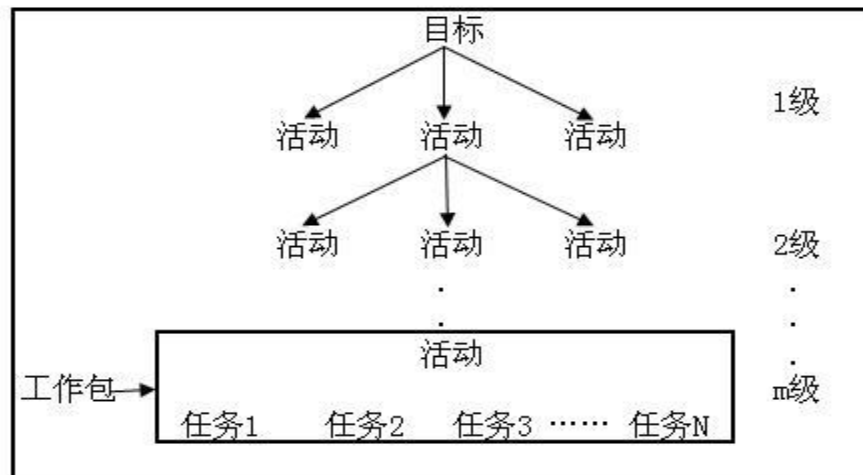 目标
1级
活动 活动 活动
活动 活动 活动 2级
活动
工作包 m级
任务1 任务2 任务3 …… 任务N